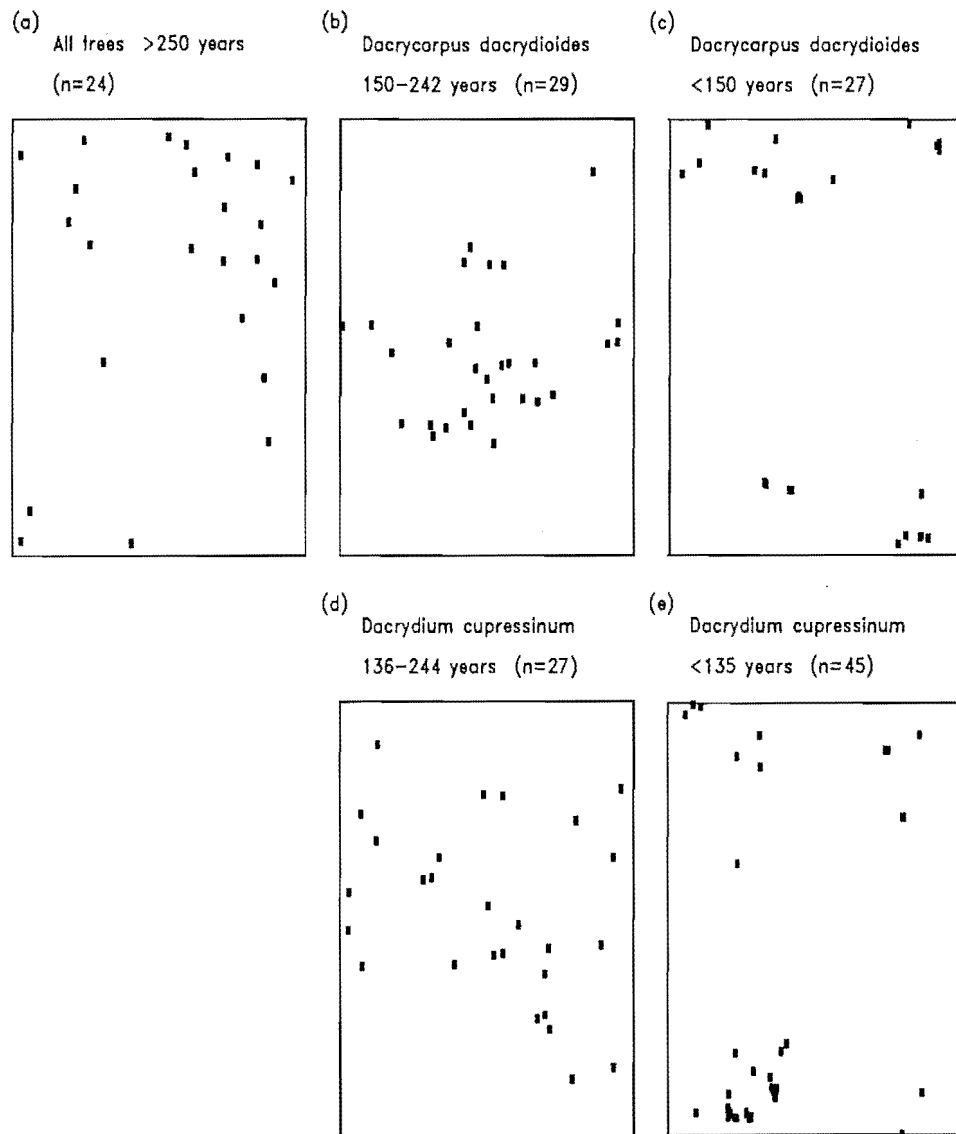 (a)
All trees >250 years
(n=24)
(b)
Dacrycarpus dacrydioides
150-242 years (n=29)
(c)
Dacrycarpus dacrydioides
<150 years (n=27)
(d)
Dacrydium cupressinum
136-244 years (n=27)
(e)
Dacrydium cupressinum
<135 years (n=45)